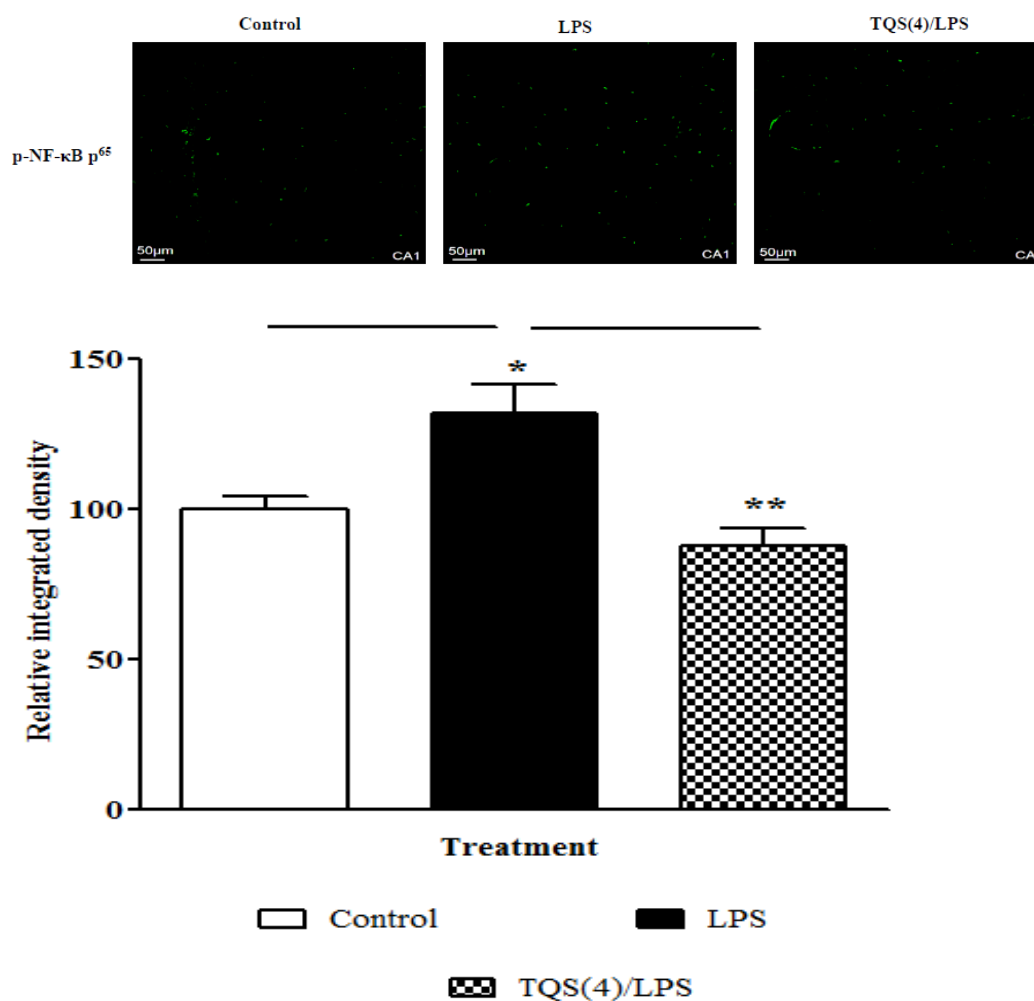 Control LPS TQS(4)/LPS
p-NF-κB p⁶⁵
50μm CA1 50μm CA1 50μm CA
150
*
100
**
50
0
Relative integrated density
Treatment
Control LPS
TQS(4)/LPS